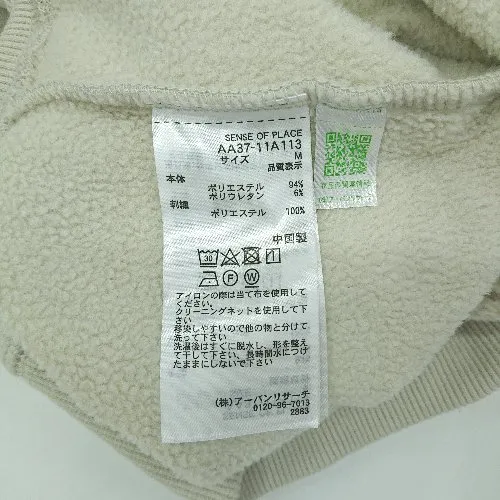 SENSE OF PLACE
AA37-11A113
サイズ M
品質表示
本体
ポリエステル 94%
ポリウレタン 6%
刺繍
ポリエステル 100%
中国製
30
アイロンの際は当て布を使用して
ください。
クリーニングネットを使用して
下さい
移染しやすいので他の物と分けて
洗って下さい
洗濯後はすぐに脱水し、形を整え
て干して下さい、長時間水につけ
たままにしないで下さい
(株)アーバンリサーチ
0120-96-7013
2883